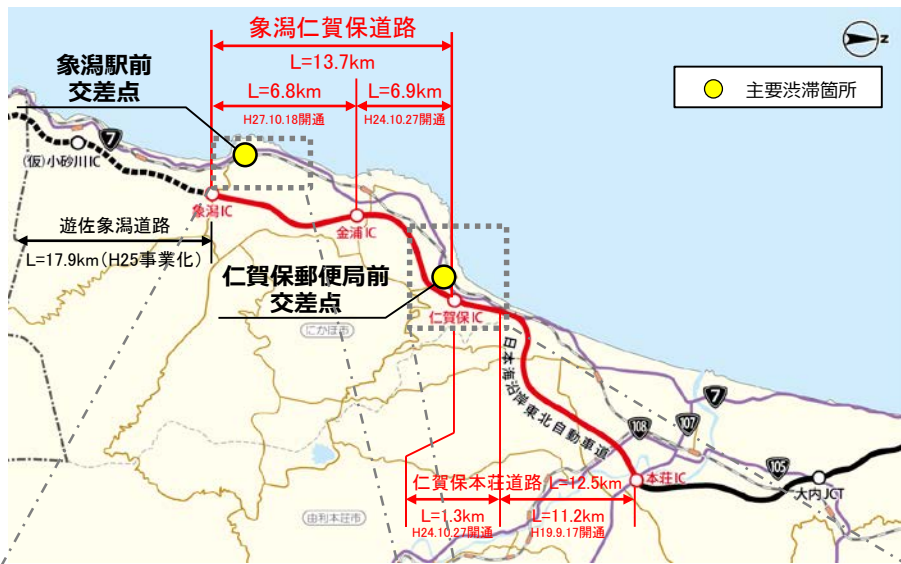 象潟仁賀保道路
L=13.7km
L=6.8km
L=6.9km
H27.10.18開通
H24.10.27開通
Z
主要渋滞箇所
象潟駅前
交差点
7
(仮)小砂川IC
象潟IC
金浦IC
遊佐象潟道路
L=17.9km(H25事業化)
仁賀保郵便局前
交差点
仁賀保IC
にかほ市
日本海沿岸東北自動車道
7
107
108
105
本荘IC
大内JCT
仁賀保本荘道路 L=12.5km
L=1.3km
L=11.2km
H24.10.27開通
H19.9.17開通
由利本荘市